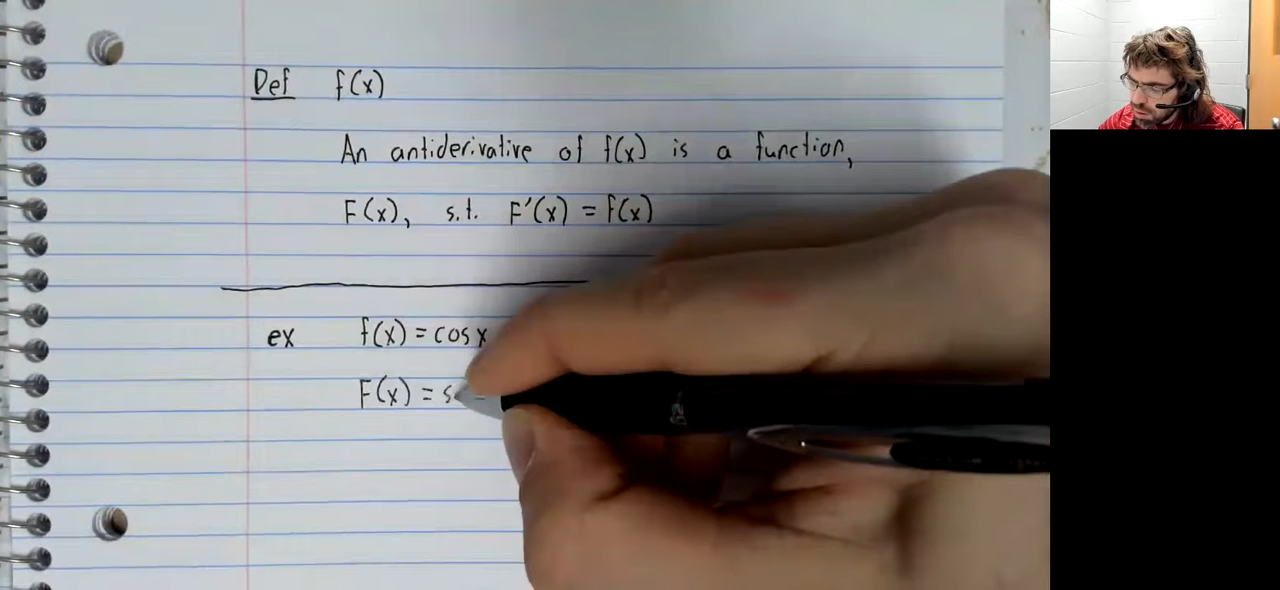 Def f(x)
An antiderivative of f(x) is a function,
F(x), s.t. F'(x) = f(x)
ex f(x) = cos x
F(x) = s